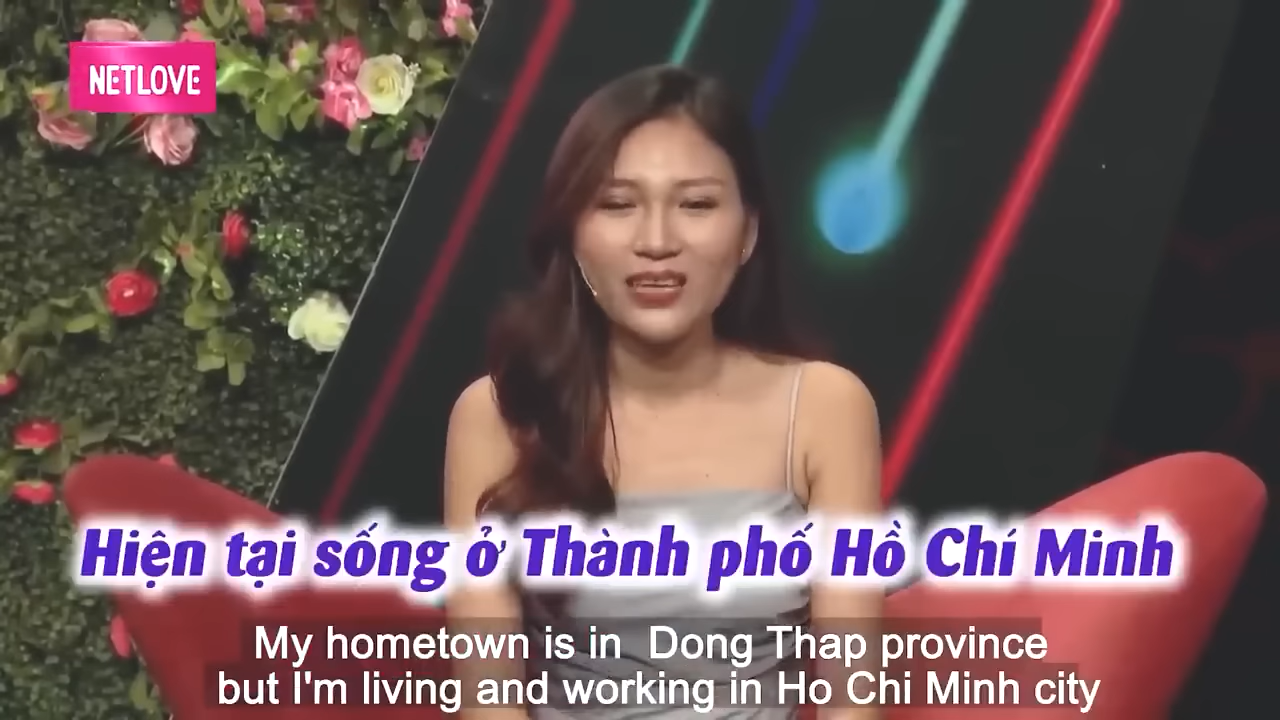 NETLOVE
Hiện tại sống ở Thành phố Hồ Chí Minh
My hometown is in Dong Thap province
but I'm living and working in Ho Chi Minh city